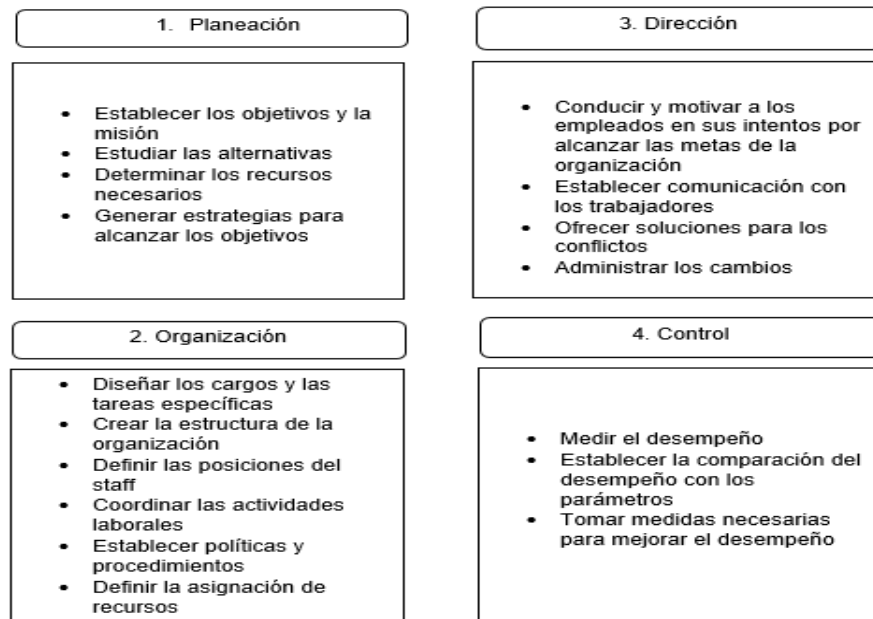 1. Planeación
• Establecer los objetivos y la
misión
• Estudiar las alternativas
• Determinar los recursos
necesarios
• Generar estrategias para
alcanzar los objetivos
2. Organización
• Diseñar los cargos y las
tareas específicas
• Crear la estructura de la
organización
• Definir las posiciones del
staff
• Coordinar las actividades
laborales
• Establecer políticas y
procedimientos
• Definir la asignación de
recursos
3. Dirección
• Conducir y motivar a los
empleados en sus intentos por
alcanzar las metas de la
organización
• Establecer comunicación con
los trabajadores
• Ofrecer soluciones para los
conflictos
• Administrar los cambios
4. Control
• Medir el desempeño
• Establecer la comparación del
desempeño con los
parámetros
• Tomar medidas necesarias
para mejorar el desempeño